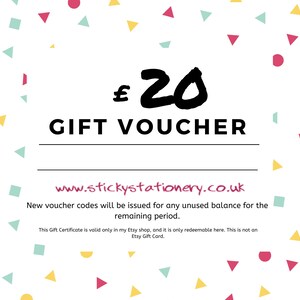 £ 20
GIFT VOUCHER
www.stickystationery.co.uk
New voucher codes will be issued for any unused balance for the
remaining period.
This Gift Certificate is valid only in my Etsy shop, and it is only redeemable here. This is not an
Etsy Gift Card.